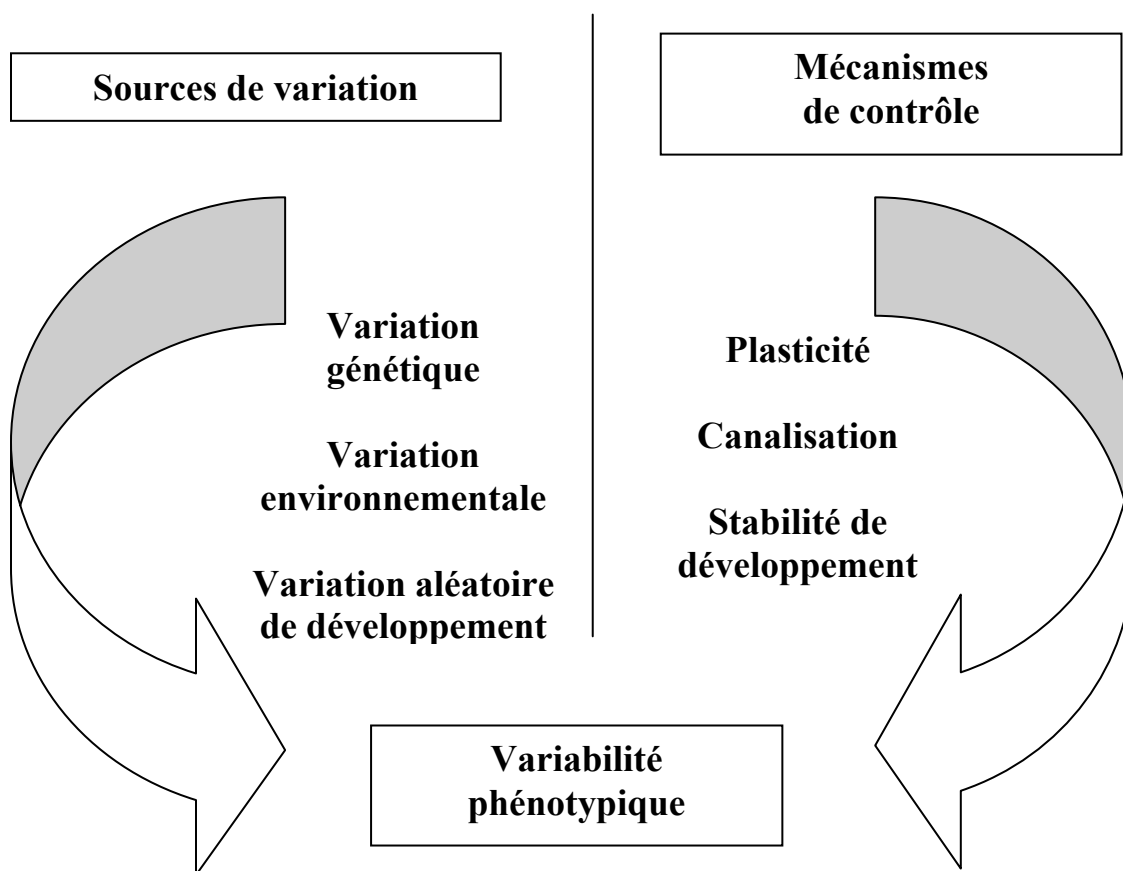 Sources de variation
Mécanismes
de contrôle
Variation
génétique
Variation
environnementale
Variation aléatoire
de développement
Plasticité
Canalisation
Stabilité de
développement
Variabilité
phénotypique